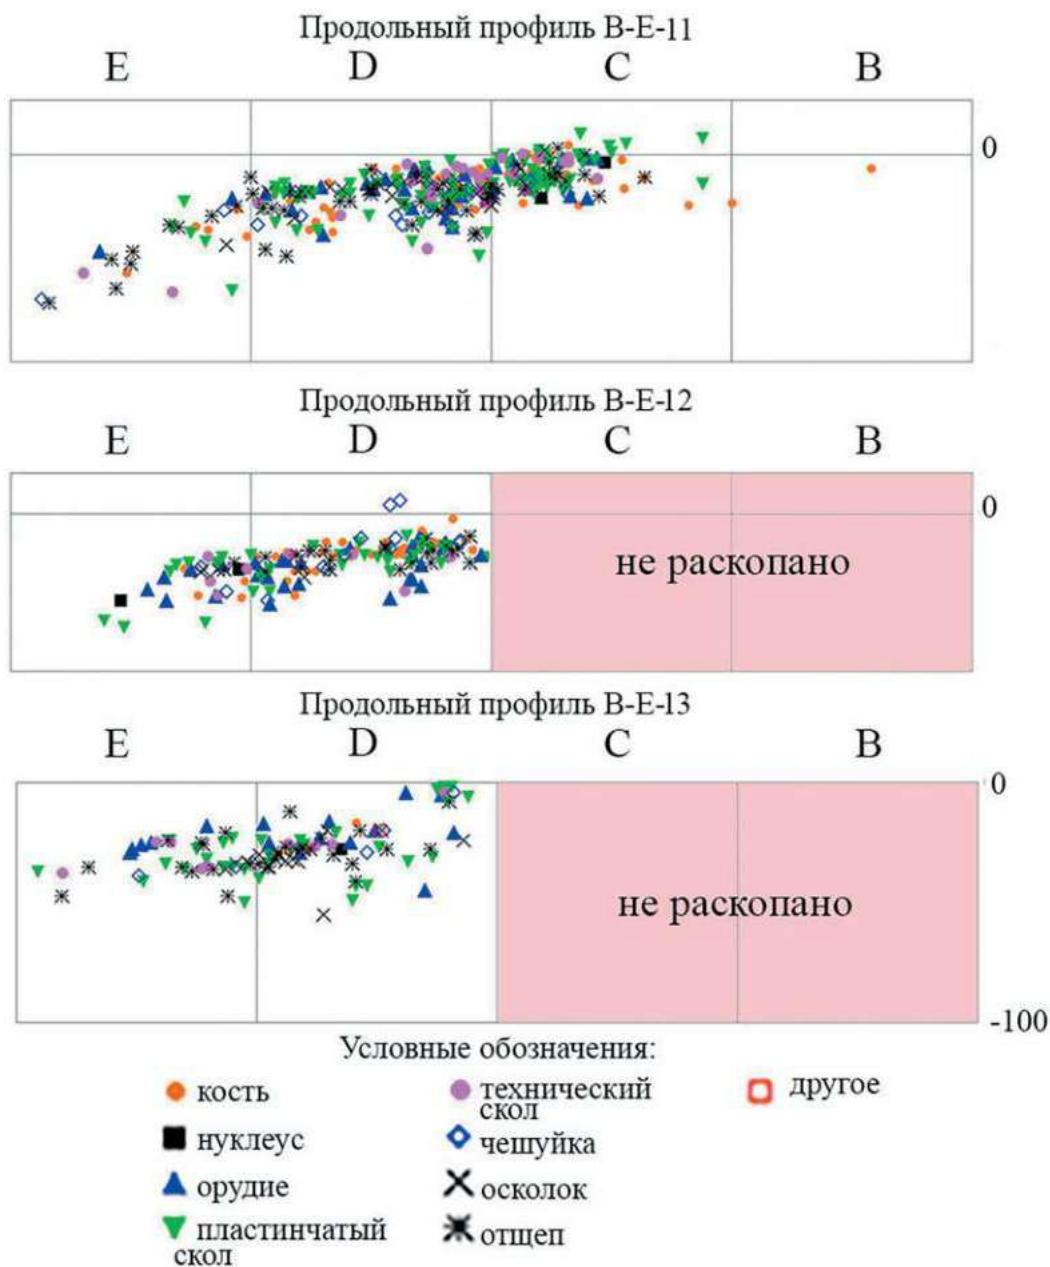 Продольный профиль B-E-11
E D C B
0
Продольный профиль B-E-12
E D C B
0
не раскопано
Продольный профиль B-E-13
E D C B
0
не раскопано
-100
Условные обозначения:
кость
нуклеус
орудие
пластинчатый
скол
технический
скол
чешуйка
осколок
отщеп
другое